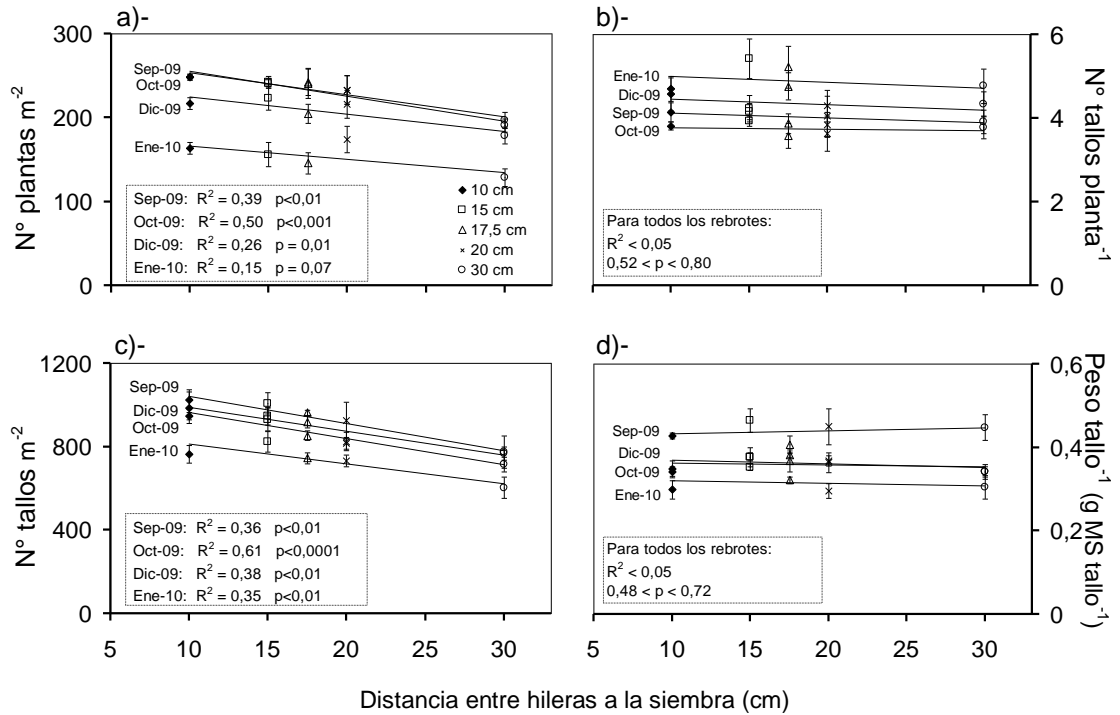 a)-
N° plantas m⁻²
300
200
100
0
Sep-09
Oct-09
Dic-09
Ene-10
Sep-09: R² = 0,39 p<0,01
Oct-09: R² = 0,50 p<0,001
Dic-09: R² = 0,26 p = 0,01
Ene-10: R² = 0,15 p = 0,07
10 cm
15 cm
17,5 cm
20 cm
30 cm
b)-
N° tallos planta⁻¹
6
4
2
0
Ene-10
Dic-09
Sep-09
Oct-09
Para todos los rebrotes:
R² < 0,05
0,52 < p < 0,80
c)-
N° tallos m⁻²
1200
800
400
0
Sep-09
Dic-09
Oct-09
Ene-10
Sep-09: R² = 0,36 p<0,01
Oct-09: R² = 0,61 p<0,0001
Dic-09: R² = 0,38 p<0,01
Ene-10: R² = 0,35 p<0,01
5 10 15 20 25 30
d)-
Peso tallo⁻¹ (g MS tallo⁻¹)
0,6
0,4
0,2
0
Sep-09
Dic-09
Oct-09
Ene-10
Para todos los rebrotes:
R² < 0,05
0,48 < p < 0,72
5 10 15 20 25 30
Distancia entre hileras a la siembra (cm)